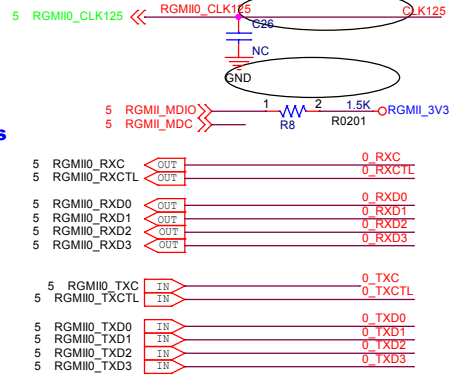 RGMII0_CLK125 CLK125
5 RGMII0_CLK125
C26
NC
GND
1 2 1.5K
5 RGMII_MDIO RGMII_3V3
5 RGMII_MDC R8 R0201
s
5 RGMII0_RXC OUT 0_RXC
5 RGMII0_RXCTL OUT 0_RXCTL
5 RGMII0_RXD0 OUT 0_RXD0
5 RGMII0_RXD1 OUT 0_RXD1
5 RGMII0_RXD2 OUT 0_RXD2
5 RGMII0_RXD3 OUT 0_RXD3
5 RGMII0_TXC IN 0_TXC
5 RGMII0_TXCTL IN 0_TXCTL
5 RGMII0_TXD0 IN 0_TXD0
5 RGMII0_TXD1 IN 0_TXD1
5 RGMII0_TXD2 IN 0_TXD2
5 RGMII0_TXD3 IN 0_TXD3